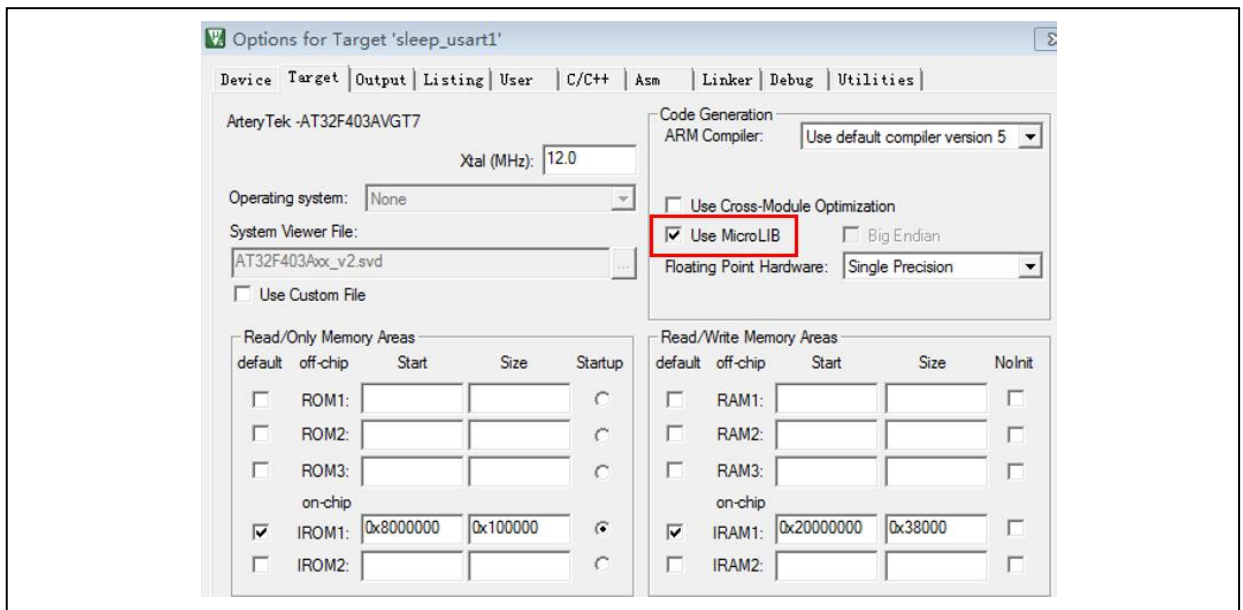 Options for Target 'sleep_usart1'
Device Target Output Listing User C/C++ Asm Linker Debug Utilities
ArteryTek -AT32F403AVGT7
Xtal (MHz): 12.0
Operating system: None
System Viewer File:
AT32F403Axx_v2.svd ...
Use Custom File
Code Generation
ARM Compiler: Use default compiler version 5
Use Cross-Module Optimization
Use MicroLIB Big Endian
Floating Point Hardware: Single Precision
Read/Only Memory Areas
default off-chip Start Size Startup
ROM1:
ROM2:
ROM3:
on-chip
IROM1: 0x8000000 0x100000
IROM2:
Read/Write Memory Areas
default off-chip Start Size NoInit
RAM1:
RAM2:
RAM3:
on-chip
IRAM1: 0x20000000 0x38000
IRAM2: